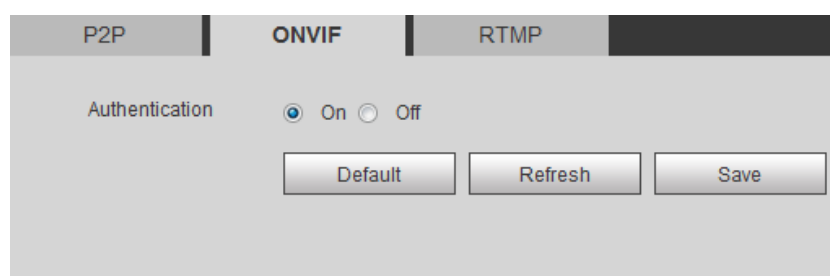 P2P ONVIF RTMP
Authentication On Off
Default Refresh Save